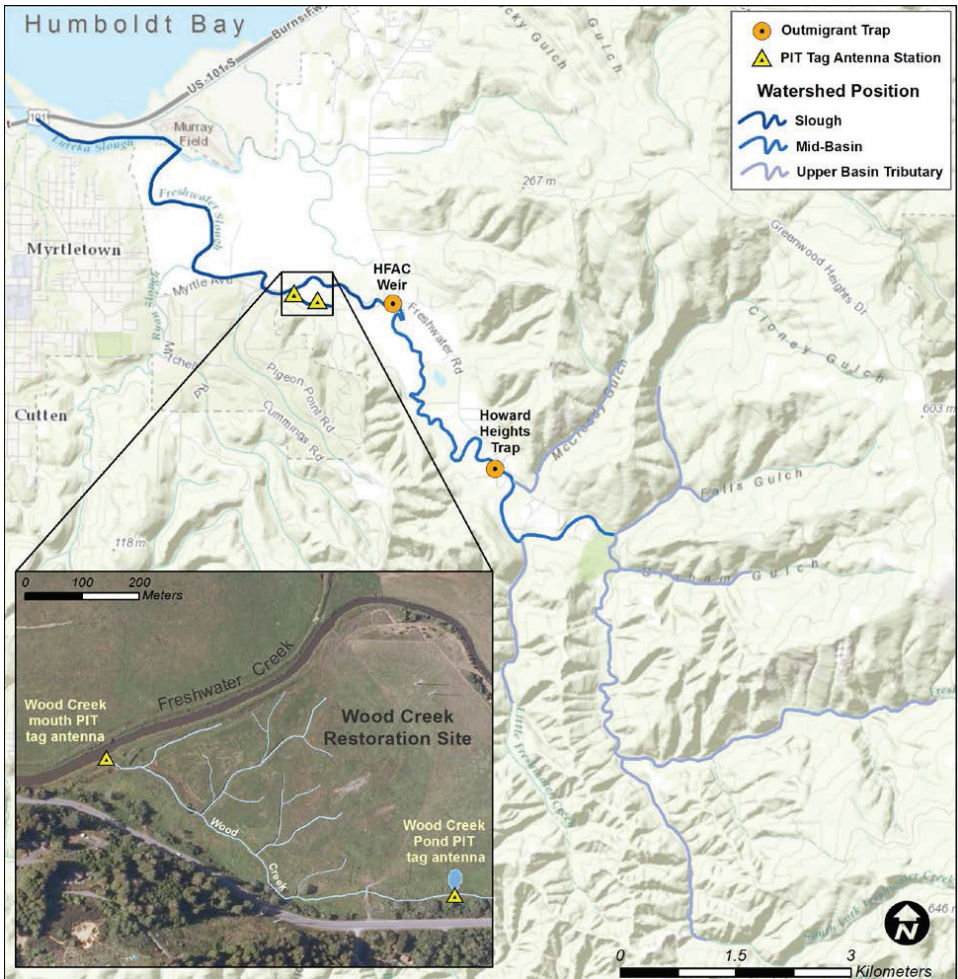 Humboldt Bay
US 101 S
Burns Fwy
Gulch
Gulch
101
Eureka Slough
Murray
Field
Freshwater Slough
267 m
Myrtletown
Ryan Slough
Myrtle Ave
HFAC
Weir
Freshwater Rd
Greenwood Heights Dr
Cloney Gulch
Mitchell Rd
Pigeon Point Rd
Cummings Rd
Cutten
Howard
Heights
Trap
McCready Gulch
603 m
Falls Gulch
118 m
Graham Gulch
Little Freshwater Creek
South Fork Freshwater Creek
646 m
Outmigrant Trap
PIT Tag Antenna Station
Watershed Position
Slough
Mid-Basin
Upper Basin Tributary
0 100 200
Meters
Freshwater Creek
Wood Creek
mouth PIT
tag antenna
Wood Creek
Restoration Site
Wood
Creek
Wood Creek
Pond PIT
tag antenna
N
0 1.5 3
Kilometers